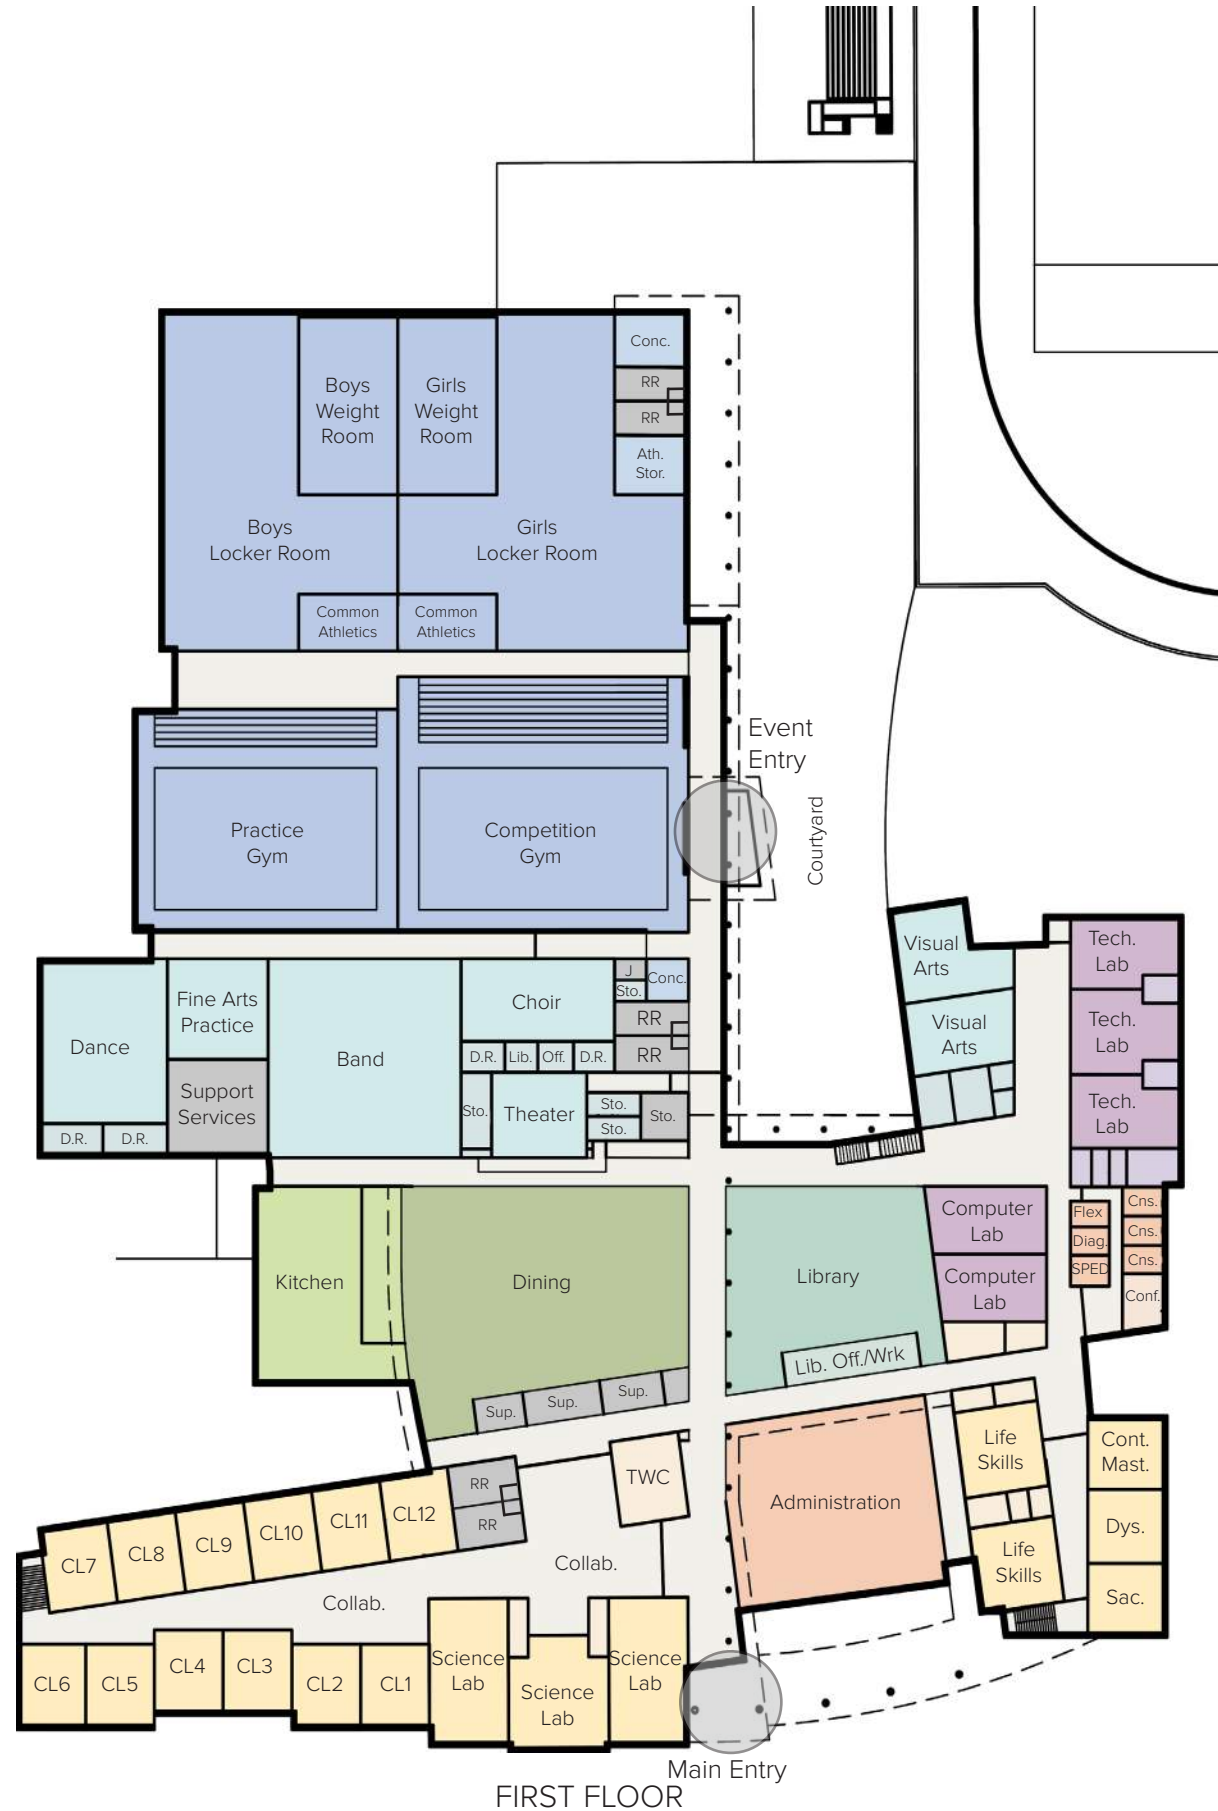 Conc.
RR
RR
Ath.
Stor.
Boys
Weight
Room
Girls
Weight
Room
Boys
Locker Room
Girls
Locker Room
Common
Athletics
Common
Athletics
Event
Entry
Courtyard
Practice
Gym
Competition
Gym
Visual
Arts
Visual
Arts
Tech.
Lab
Tech.
Lab
Tech.
Lab
Dance
Fine Arts
Practice
Support
Services
D.R.
D.R.
Band
Choir
J
Sto.
Conc.
RR
RR
D.R.
Lib.
Off.
D.R.
Sto.
Theater
Sto.
Sto.
Sto.
Kitchen
Dining
Library
Lib. Off./Wrk
Computer
Lab
Computer
Lab
Flex
Diag.
SPED
Cns.
Cns.
Cns.
Conf.
Sup.
Sup.
Sup.
TWC
Administration
Life
Skills
Life
Skills
Cont.
Mast.
Dys.
Sac.
RR
RR
CL7
CL8
CL9
CL10
CL11
CL12
Collab.
Collab.
CL6
CL5
CL4
CL3
CL2
CL1
Science
Lab
Science
Lab
Science
Lab
Main Entry
FIRST FLOOR